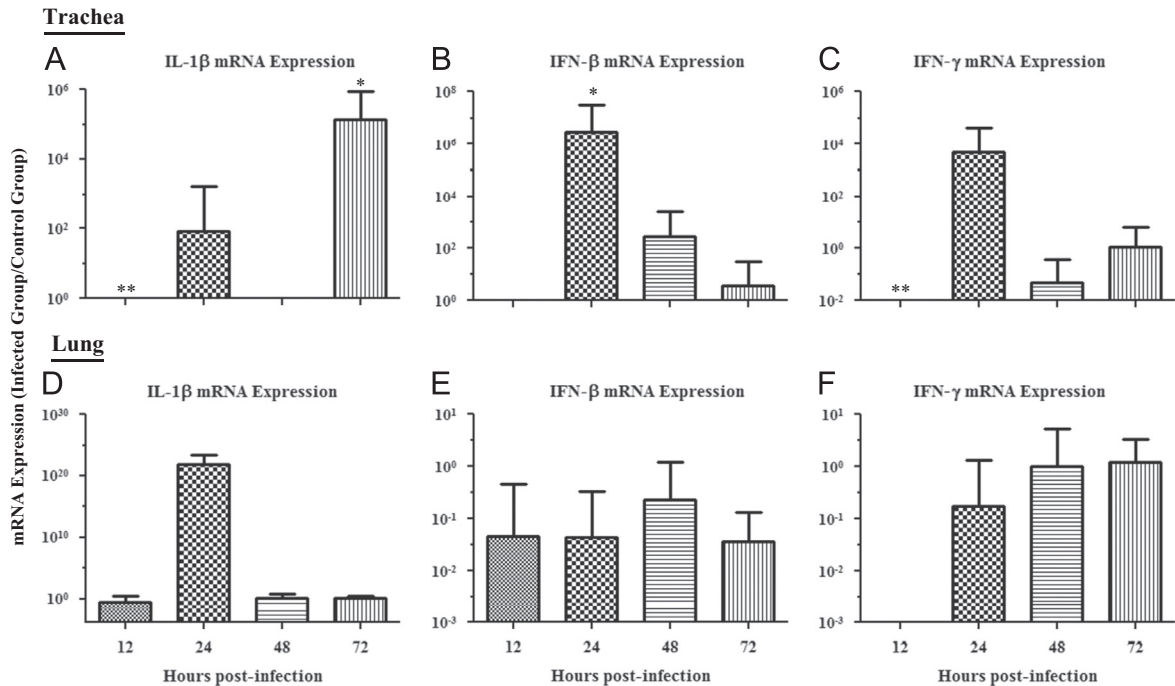 Trachea
A
IL-1β mRNA Expression
10⁶
10⁴
10²
10⁰
**
*
B
IFN-β mRNA Expression
10⁸
10⁶
10⁴
10²
10⁰
*
C
IFN-γ mRNA Expression
10⁶
10⁴
10²
10⁰
10⁻²
**
mRNA Expression (Infected Group/Control Group)
Lung
D
IL-1β mRNA Expression
10³⁰
10²⁰
10¹⁰
10⁰
12 24 48 72
Hours post-infection
E
IFN-β mRNA Expression
10¹
10⁰
10⁻¹
10⁻²
10⁻³
12 24 48 72
Hours post-infection
F
IFN-γ mRNA Expression
10¹
10⁰
10⁻¹
10⁻²
10⁻³
12 24 48 72
Hours post-infection